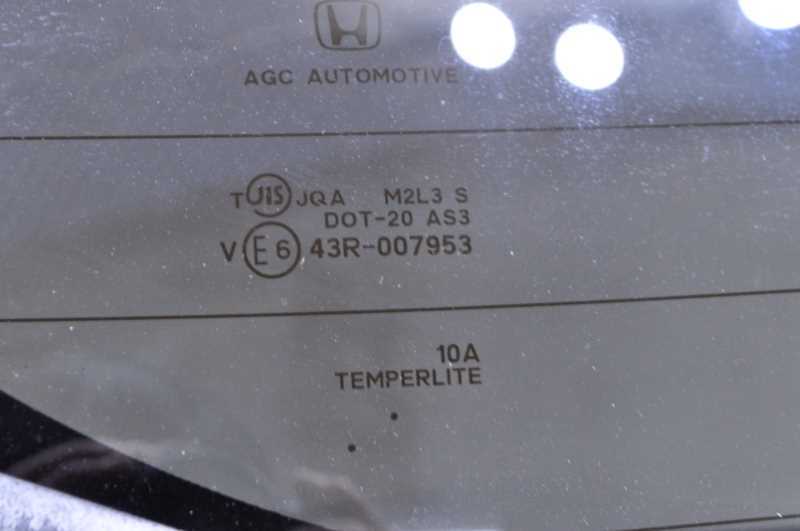 AGC AUTOMOTIVE
T JIS JQA M2L3 S
DOT-20 AS3
V E6 43R-007953
10A
TEMPERLITE